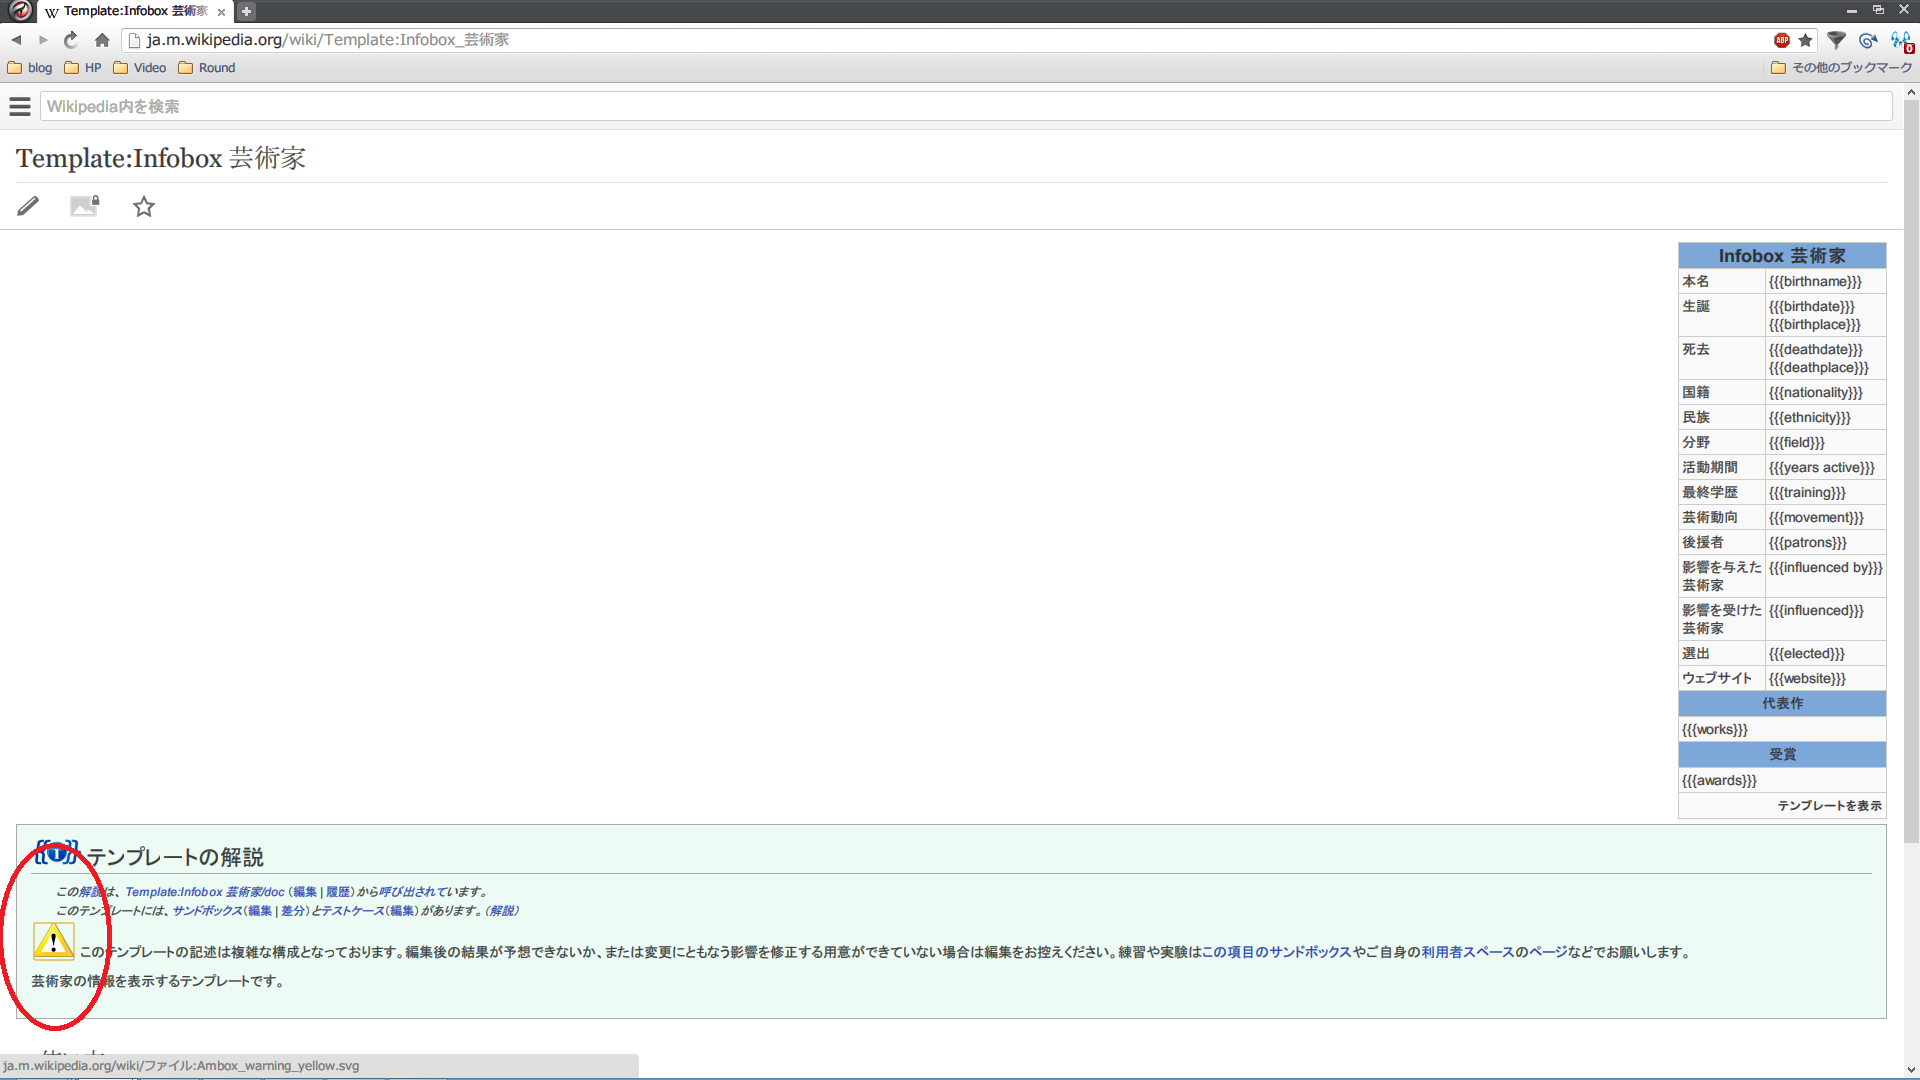 Template:Infobox 芸術家
ja.m.wikipedia.org/wiki/Template:Infobox_芸術家
ABP
0
blog
HP
Video
Round
その他のブックマーク
Wikipedia内を検索
Template:Infobox 芸術家
Infobox 芸術家
本名 {{{birthname}}}
生誕 {{{birthdate}}}
{{{birthplace}}}
死去 {{{deathdate}}}
{{{deathplace}}}
国籍 {{{nationality}}}
民族 {{{ethnicity}}}
分野 {{{field}}}
活動期間 {{{years active}}}
最終学歴 {{{training}}}
芸術動向 {{{movement}}}
後援者 {{{patrons}}}
影響を与えた {{{influenced by}}}
芸術家
影響を受けた {{{influenced}}}
芸術家
選出 {{{elected}}}
ウェブサイト {{{website}}}
代表作
{{{works}}}
受賞
{{{awards}}}
テンプレートを表示
テンプレートの解説
この解説は、Template:Infobox 芸術家/doc (編集 | 履歴) から呼び出されています。
このテンプレートには、サンドボックス (編集 | 差分) とテストケース (編集) があります。(解説)
このテンプレートの記述は複雑な構成となっております。編集後の結果が予想できないか、または変更にともなう影響を修正する用意ができていない場合は編集をお控えください。練習や実験はこの項目のサンドボックスやご自身の利用者スペースのページなどでお願いします。
芸術家の情報を表示するテンプレートです。
ja.m.wikipedia.org/wiki/ファイル:Ambox_warning_yellow.svg